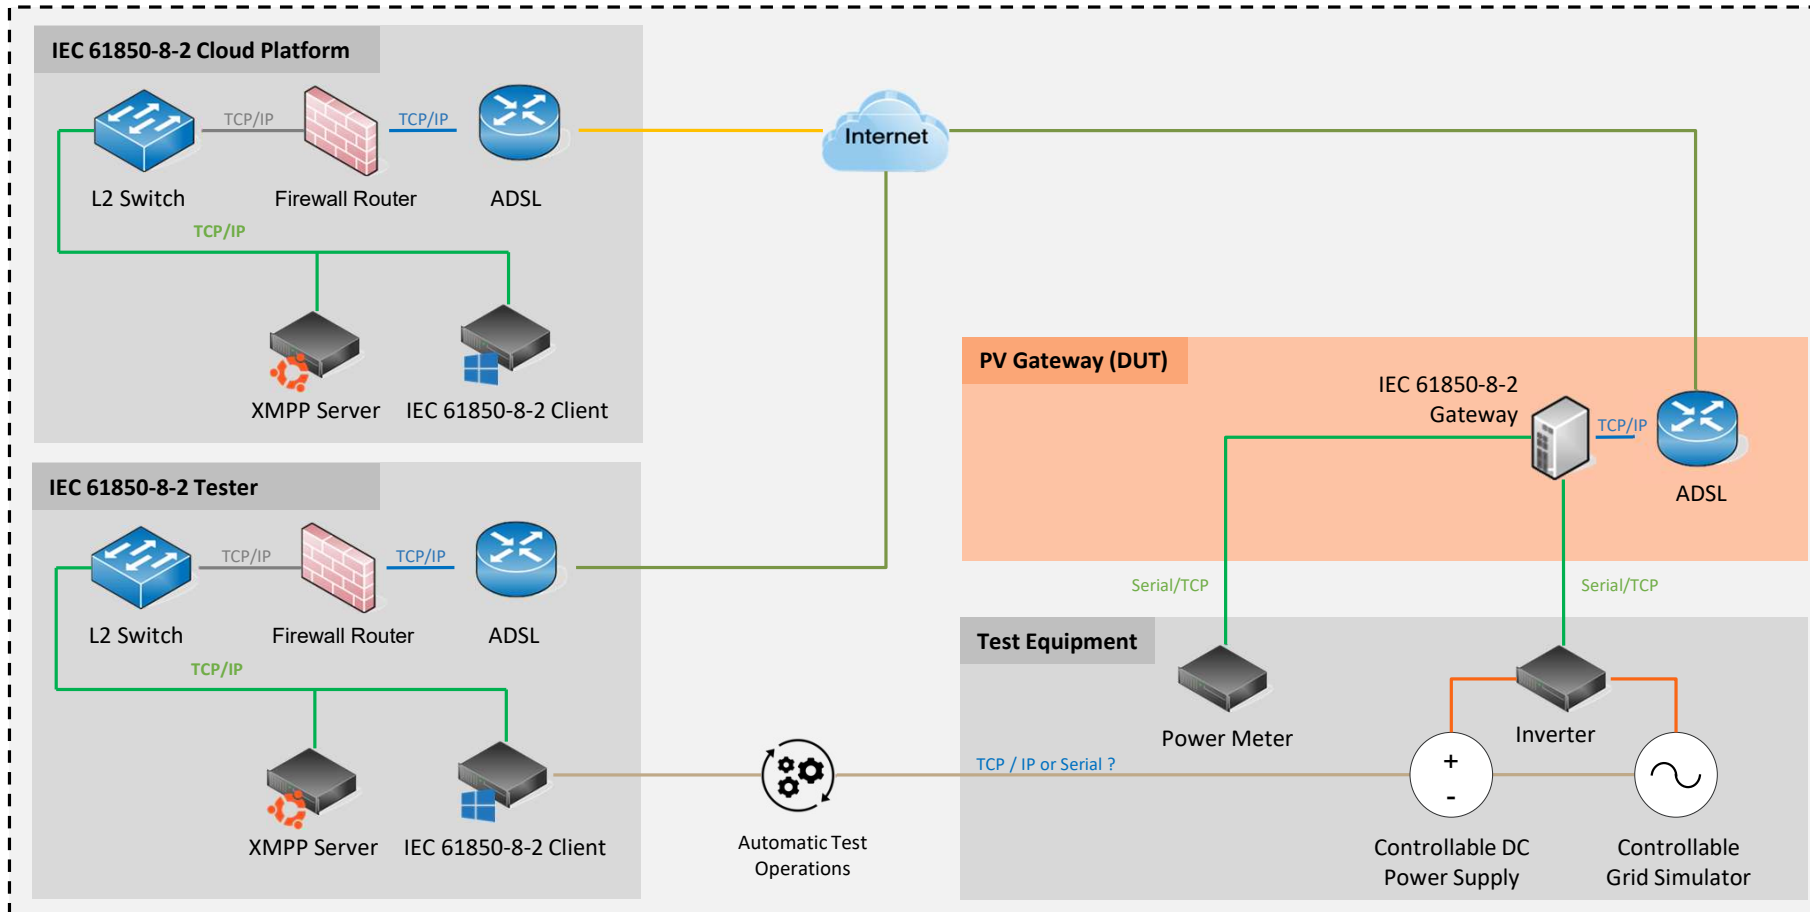 IEC 61850-8-2 Cloud Platform
TCP/IP
TCP/IP
L2 Switch
Firewall Router
ADSL
TCP/IP
XMPP Server
IEC 61850-8-2 Client
Internet
IEC 61850-8-2 Tester
TCP/IP
TCP/IP
L2 Switch
Firewall Router
ADSL
TCP/IP
XMPP Server
IEC 61850-8-2 Client
Automatic Test
Operations
PV Gateway (DUT)
IEC 61850-8-2
Gateway
TCP/IP
ADSL
Serial/TCP
Serial/TCP
Test Equipment
Power Meter
Inverter
TCP / IP or Serial ?
+
-
Controllable DC
Power Supply
Controllable
Grid Simulator